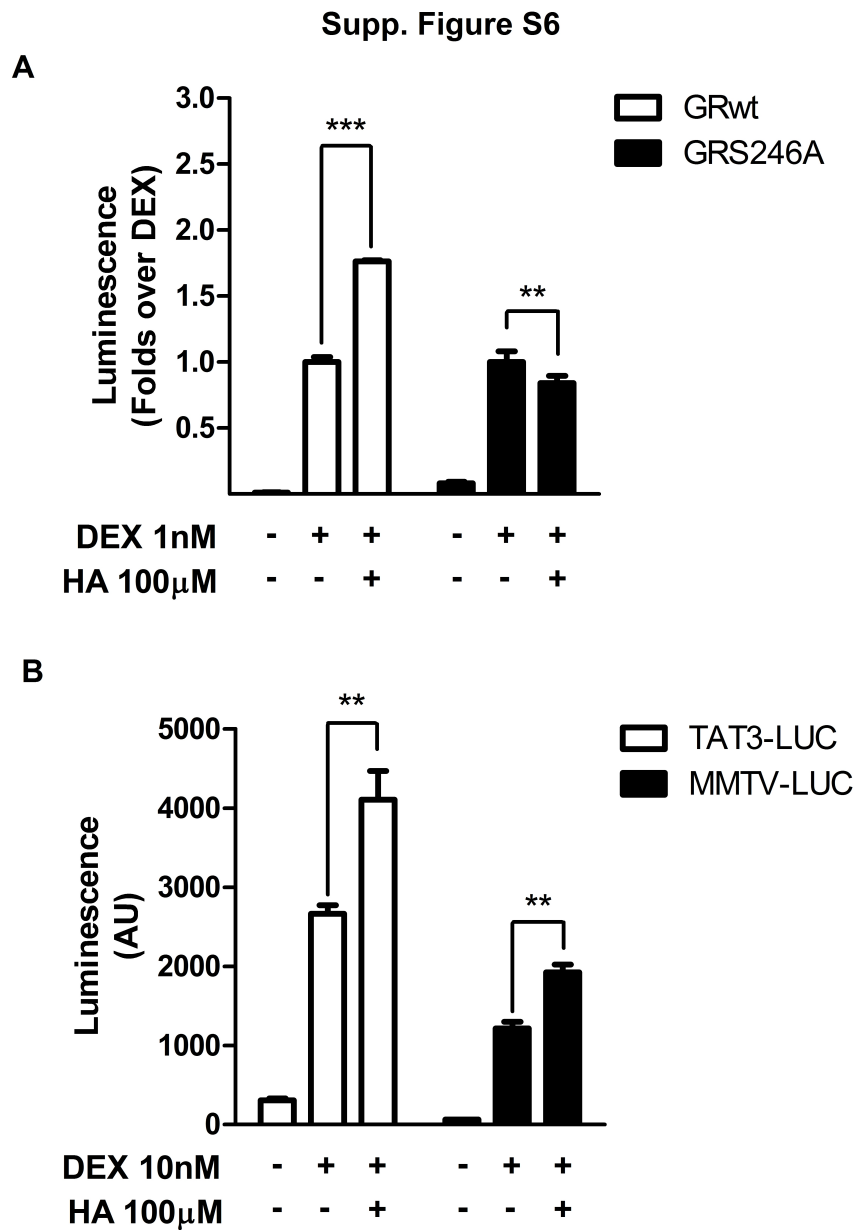 Supp. Figure S6
A
GRwt
GRS246A
Luminescence
(Folds over DEX)
3.0
2.5
2.0
1.5
1.0
0.5
***
**
DEX 1nM - + + - + +
HA 100μM - - + - - +
B
TAT3-LUC
MMTV-LUC
Luminescence
(AU)
5000
4000
3000
2000
1000
0
**
**
DEX 10nM - + + - + +
HA 100μM - - + - - +